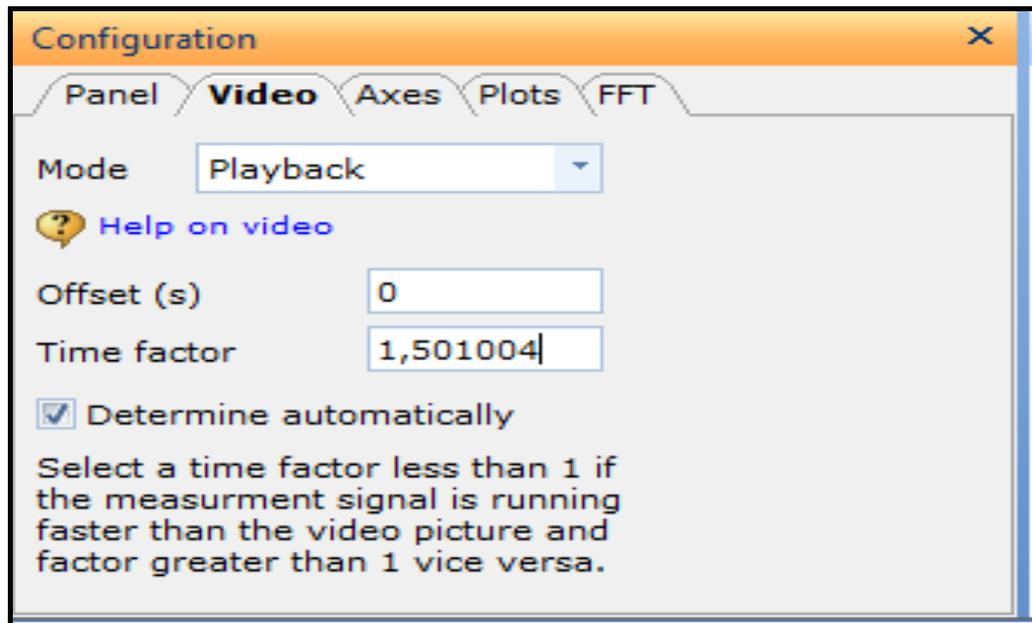 Configuration
Panel Video Axes Plots FFT
Mode Playback
Help on video
Offset (s) 0
Time factor 1,501004
Determine automatically
Select a time factor less than 1 if
the measurment signal is running
faster than the video picture and
factor greater than 1 vice versa.